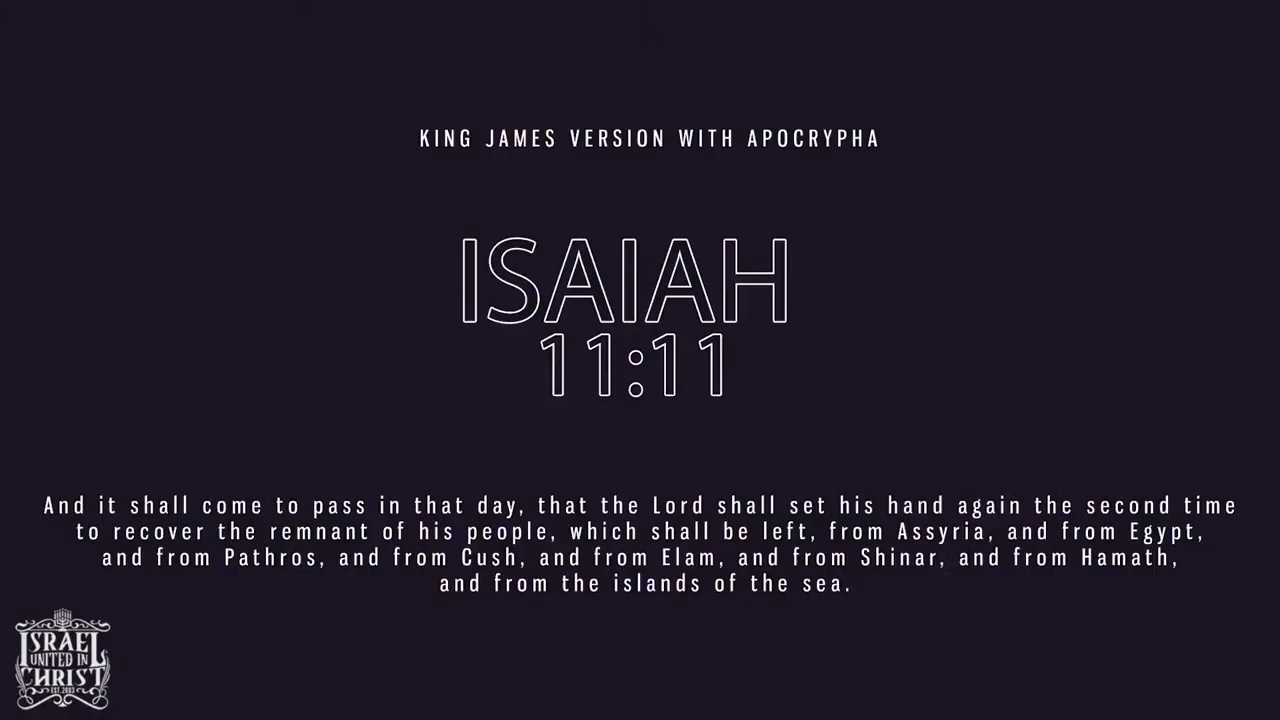 KING JAMES VERSION WITH APOCRYPHA
ISAIAH
11:11
And it shall come to pass in that day, that the Lord shall set his hand again the second time
to recover the remnant of his people, which shall be left, from Assyria, and from Egypt,
and from Pathros, and from Cush, and from Elam, and from Shinar, and from Hamath,
and from the islands of the sea.
ISRAEL
UNITED IN
CHRIST
EST.2003